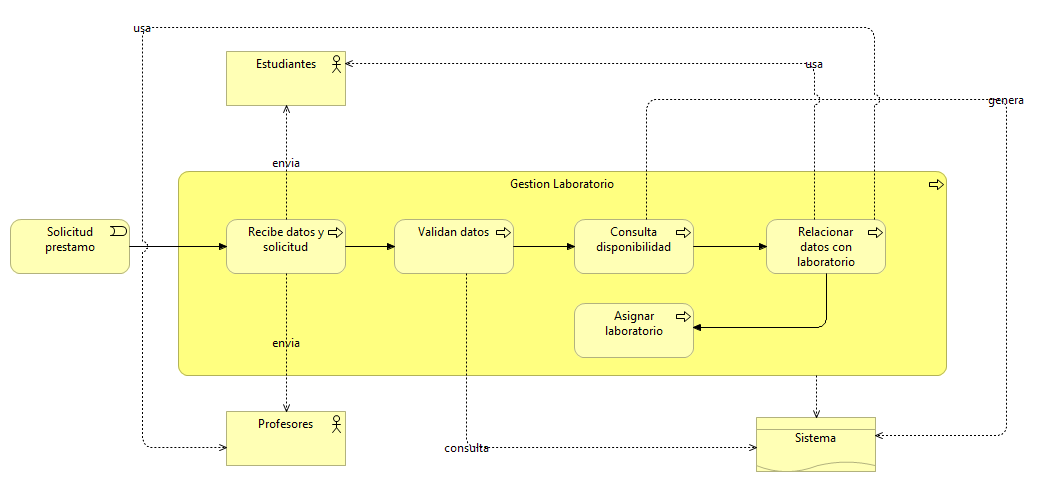 usa
Estudiantes
usa
genera
envia
Gestion Laboratorio
Solicitud
prestamo
Recibe datos y
solicitud
Validan datos
Consulta
disponibilidad
Relacionar
datos con
laboratorio
Asignar
laboratorio
envia
Profesores
consulta
Sistema